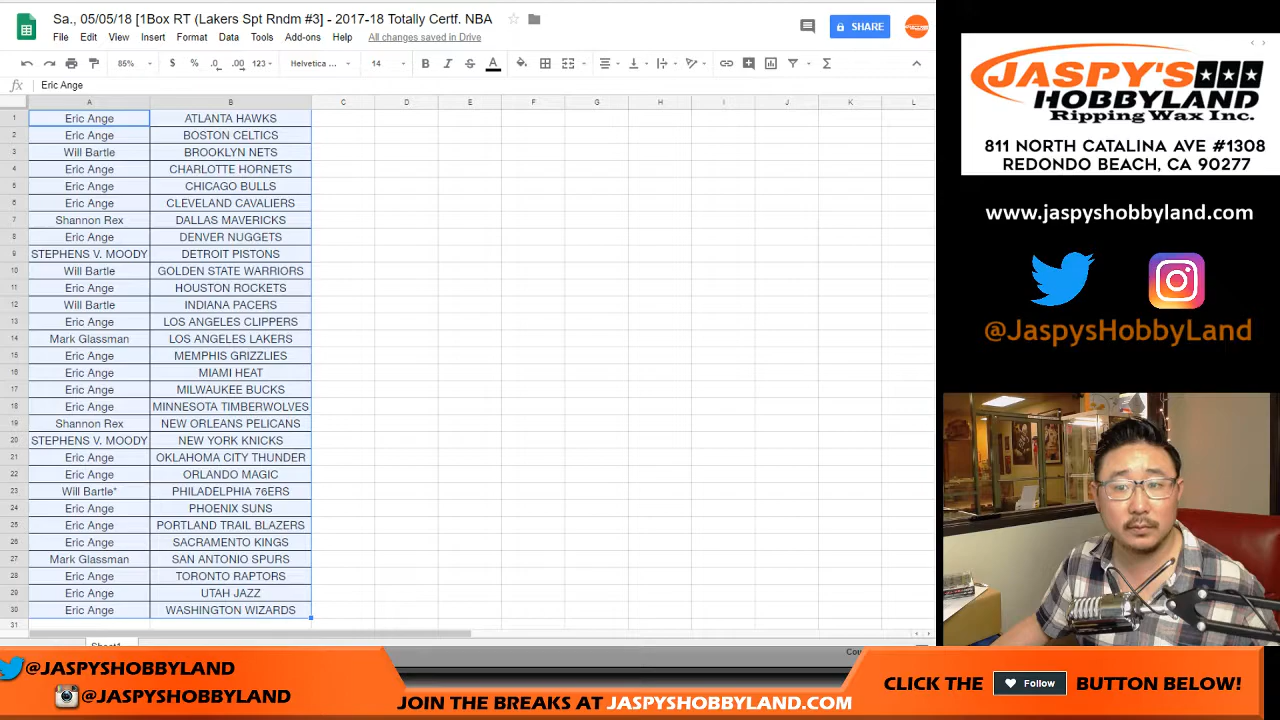 Sa., 05/05/18 [1Box RT (Lakers Spt Rndm #3] - 2017-18 Totally Certf. NBA
File Edit View Insert Format Data Tools Add-ons Help All changes saved in Drive
SHARE
85% $ % .0 .00 123 Helvetica ... 14 B I S A
fx Eric Ange
A B C D E F G H I J K L
1 Eric Ange ATLANTA HAWKS
2 Eric Ange BOSTON CELTICS
3 Will Bartle BROOKLYN NETS
4 Eric Ange CHARLOTTE HORNETS
5 Eric Ange CHICAGO BULLS
6 Eric Ange CLEVELAND CAVALIERS
7 Shannon Rex DALLAS MAVERICKS
8 Eric Ange DENVER NUGGETS
9 STEPHENS V. MOODY DETROIT PISTONS
10 Will Bartle GOLDEN STATE WARRIORS
11 Eric Ange HOUSTON ROCKETS
12 Will Bartle INDIANA PACERS
13 Eric Ange LOS ANGELES CLIPPERS
14 Mark Glassman LOS ANGELES LAKERS
15 Eric Ange MEMPHIS GRIZZLIES
16 Eric Ange MIAMI HEAT
17 Eric Ange MILWAUKEE BUCKS
18 Eric Ange MINNESOTA TIMBERWOLVES
19 Shannon Rex NEW ORLEANS PELICANS
20 STEPHENS V. MOODY NEW YORK KNICKS
21 Eric Ange OKLAHOMA CITY THUNDER
22 Eric Ange ORLANDO MAGIC
23 Will Bartle* PHILADELPHIA 76ERS
24 Eric Ange PHOENIX SUNS
25 Eric Ange PORTLAND TRAIL BLAZERS
26 Eric Ange SACRAMENTO KINGS
27 Mark Glassman SAN ANTONIO SPURS
28 Eric Ange TORONTO RAPTORS
29 Eric Ange UTAH JAZZ
30 Eric Ange WASHINGTON WIZARDS
31
JASPY'S
HOBBYLAND
Ripping Wax Inc.
811 NORTH CATALINA AVE #1308
REDONDO BEACH, CA 90277
www.jaspyshobbyland.com
@JaspysHobbyLand
@JASPYSHOBBYLAND
@JASPYSHOBBYLAND
JOIN THE BREAKS AT JASPYSHOBBYLAND.COM
CLICK THE Follow BUTTON BELOW!